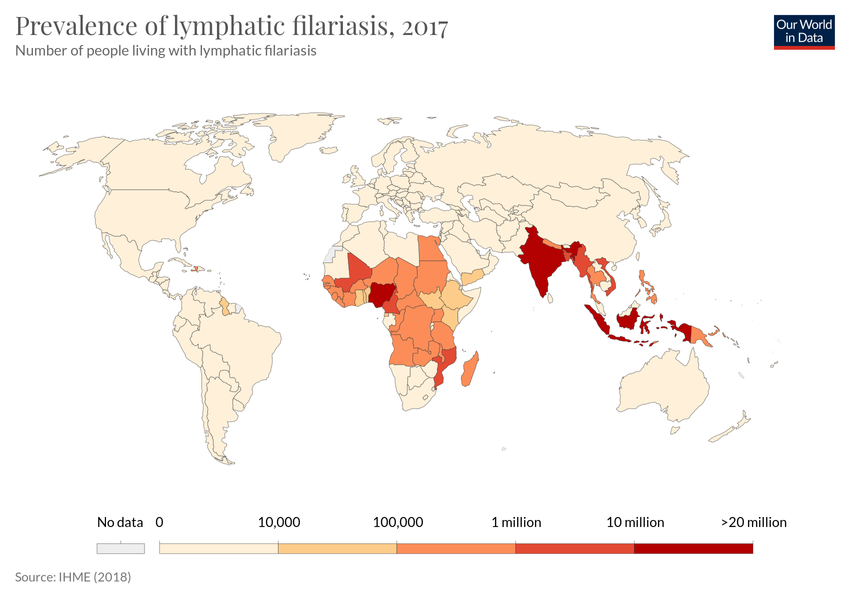 Prevalence of lymphatic filariasis, 2017
Number of people living with lymphatic filariasis
Our World
in Data
No data 0 10,000 100,000 1 million 10 million >20 million
Source: IHME (2018)